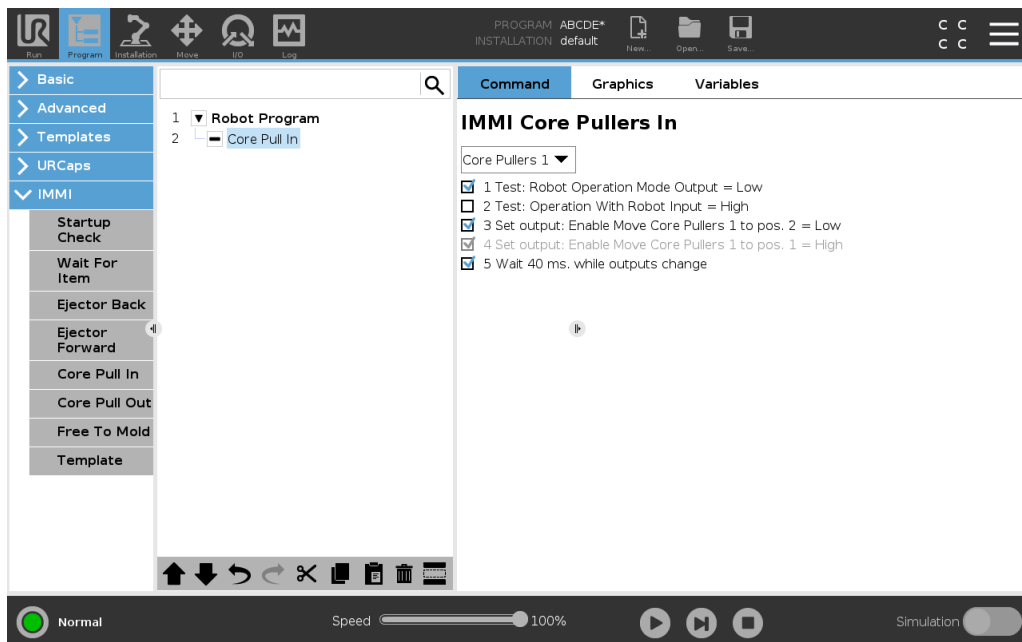 PROGRAM ABCDE*
INSTALLATION default
C C
C C
Run Program Installation Move I/O Log New... Open... Save...
Basic
Advanced
Templates
URCaps
IMMI
Startup
Check
Wait For
Item
Ejector Back
Ejector
Forward
Core Pull In
Core Pull Out
Free To Mold
Template
1 Robot Program
2 Core Pull In
Command Graphics Variables
IMMI Core Pullers In
Core Pullers 1
1 Test: Robot Operation Mode Output = Low
2 Test: Operation With Robot Input = High
3 Set output: Enable Move Core Pullers 1 to pos. 2 = Low
4 Set output: Enable Move Core Pullers 1 to pos. 1 = High
5 Wait 40 ms. while outputs change
Normal
Speed 100%
Simulation